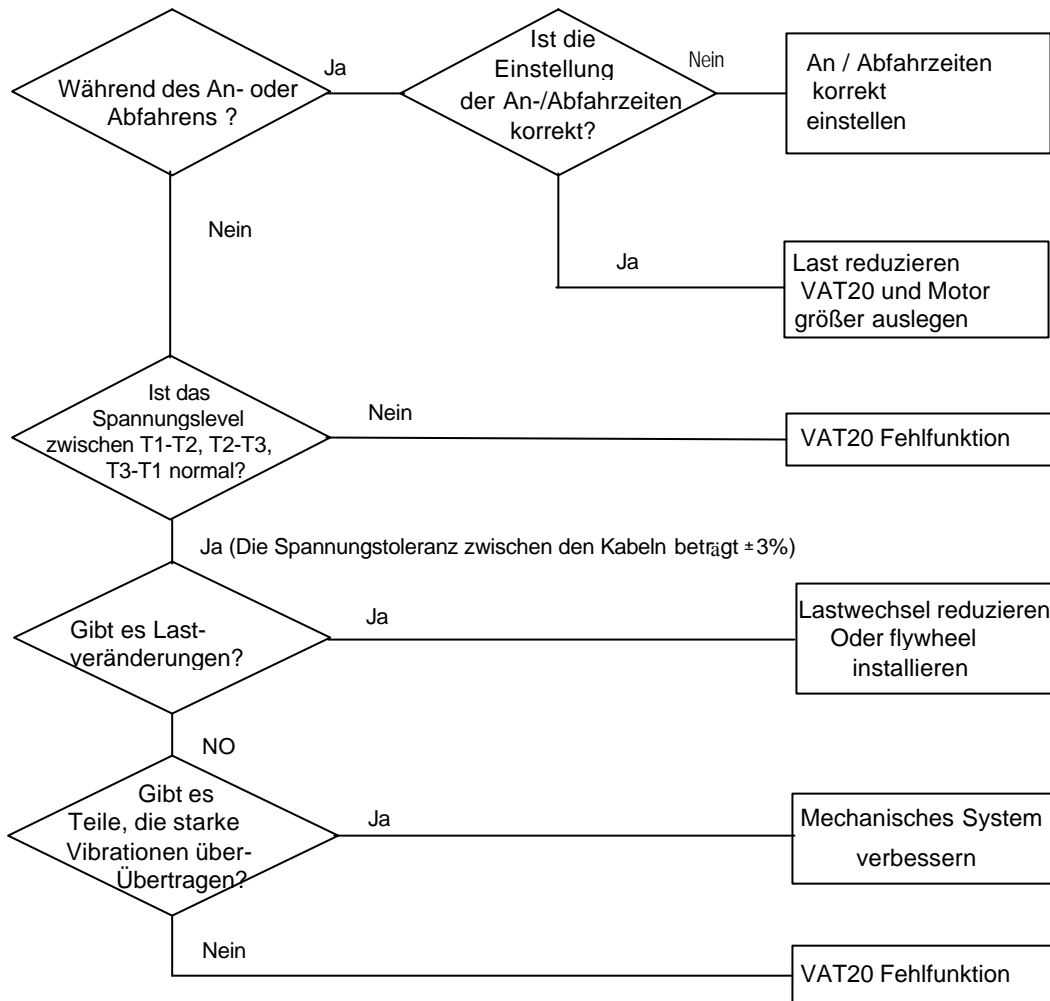 Während des An- oder
Abfahrens ?
Ja
Ist die
Einstellung
der An-/Abfahrzeiten
korrekt?
Nein
An / Abfahrzeiten
korrekt
einstellen
Nein
Ja
Last reduzieren
VAT20 und Motor
größer auslegen
Ist das
Spannungslevel
zwischen T1-T2, T2-T3,
T3-T1 normal?
Nein
VAT20 Fehlfunktion
Ja (Die Spannungstoleranz zwischen den Kabeln beträgt ±3%)
Gibt es Last-
veränderungen?
Ja
Lastwechsel reduzieren
Oder flywheel
installieren
NO
Gibt es
Teile, die starke
Vibrationen über-
Übertragen?
Ja
Mechanisches System
verbessern
Nein
VAT20 Fehlfunktion